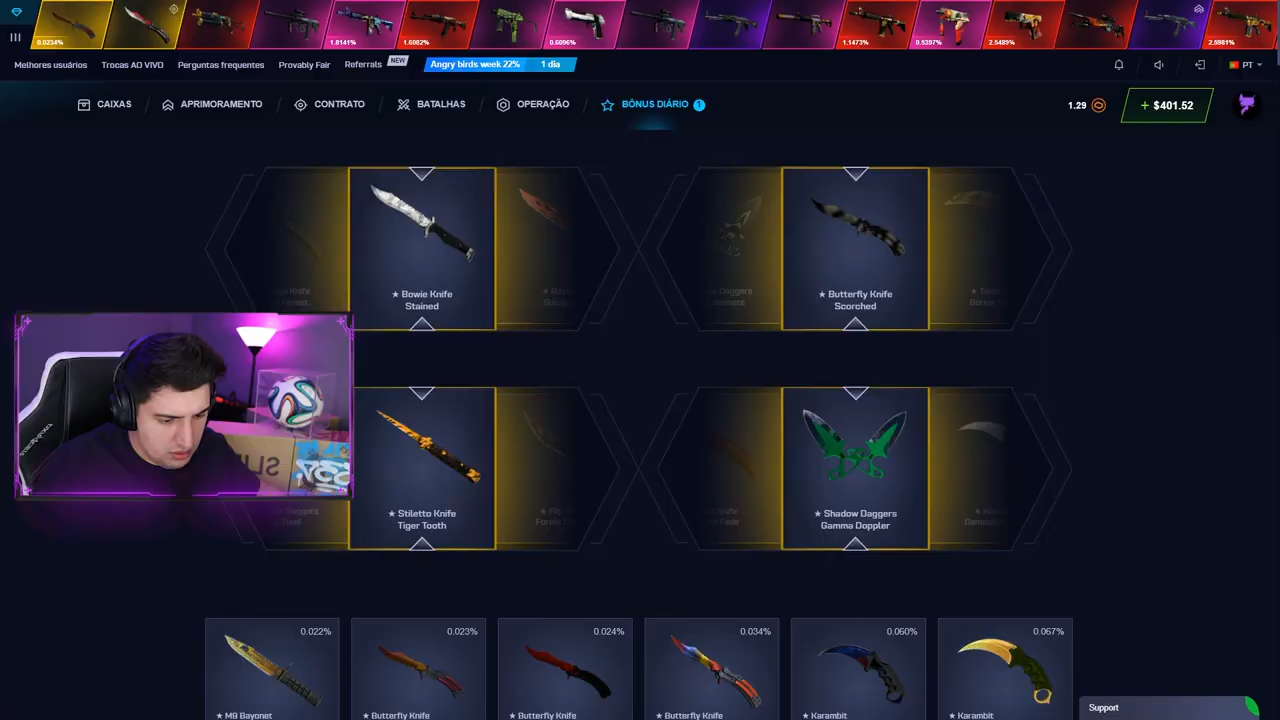 0.0234%
1.8141%
1.6082%
0.6096%
1.1473%
0.5397%
2.5489%
2.5981%
Melhores usuários
Trocas AO VIVO
Perguntas frequentes
Provably Fair
Referrals
NEW
Angry birds week 22%
1 dia
PT
CAIXAS
APRIMORAMENTO
CONTRATO
BATALHAS
OPERAÇÃO
BÔNUS DIÁRIO 1
1.29
+ $401.52
★ Bowie Knife
Stained
★ Butterfly Knife
Scorched
★ Stiletto Knife
Tiger Tooth
★ Shadow Daggers
Gamma Doppler
0.022%
★ M9 Bayonet
0.023%
★ Butterfly Knife
0.024%
★ Butterfly Knife
0.034%
★ Butterfly Knife
0.060%
★ Karambit
0.067%
★ Karambit
Support